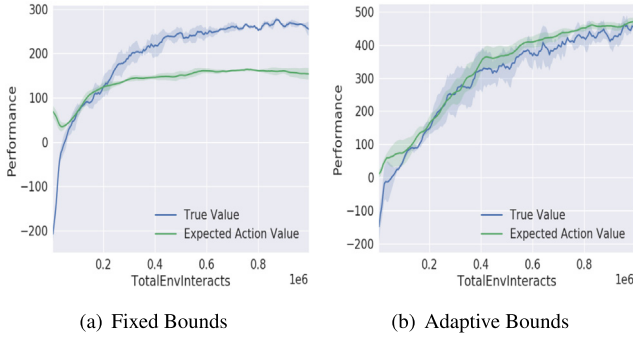 300
200
100
0
−100
−200
Performance
0.2 0.4 0.6 0.8
1e6
TotalEnvInteracts
True Value
Expected Action Value
(a) Fixed Bounds
500
400
300
200
100
0
−100
−200
Performance
0.2 0.4 0.6 0.8
1e6
TotalEnvInteracts
True Value
Expected Action Value
(b) Adaptive Bounds